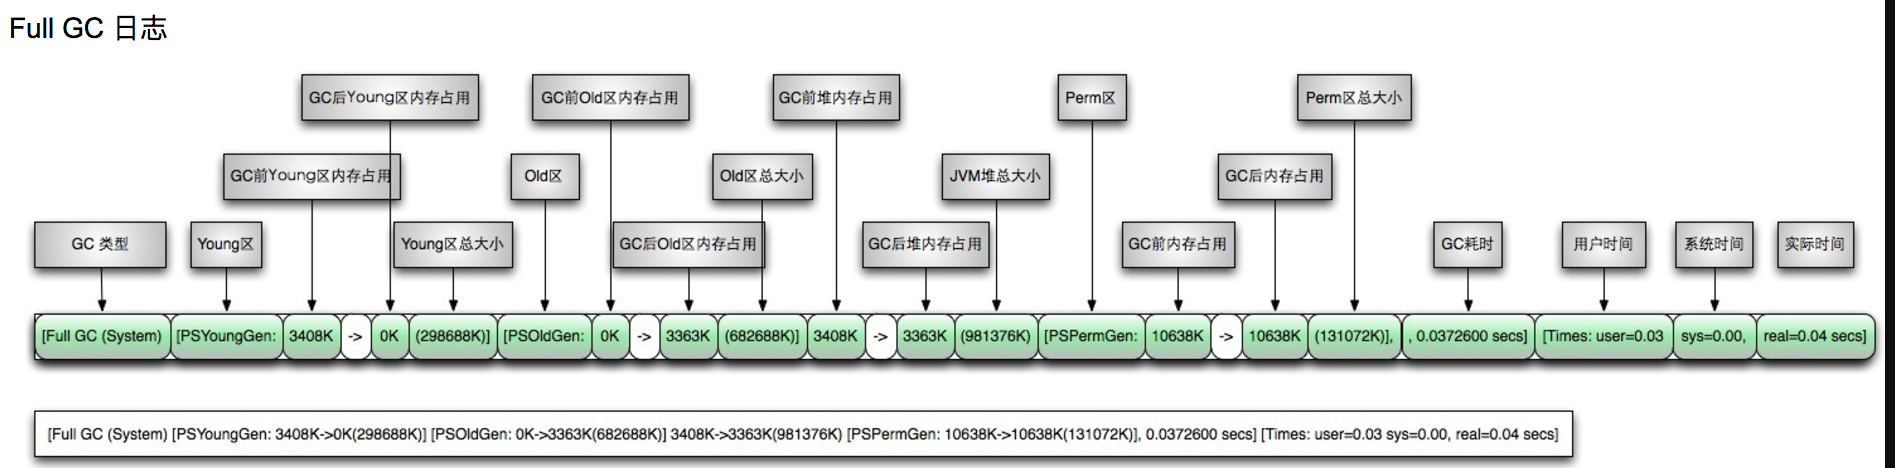 Full GC 日志
GC后Young区内存占用 GC前Old区内存占用 GC前堆内存占用 Perm区 Perm区总大小
GC前Young区内存占用 Old区 Old区总大小 JVM堆总大小 GC后内存占用
GC 类型 Young区 Young区总大小 GC后Old区内存占用 GC后堆内存占用 GC前内存占用 GC耗时 用户时间 系统时间 实际时间
[Full GC (System) [PSYoungGen: 3408K -> 0K (298688K)] [PSOldGen: 0K -> 3363K (682688K)] 3408K -> 3363K (981376K) [PSPermGen: 10638K -> 10638K (131072K)], , 0.0372600 secs] [Times: user=0.03 sys=0.00, real=0.04 secs]
[Full GC (System) [PSYoungGen: 3408K->0K(298688K)] [PSOldGen: 0K->3363K(682688K)] 3408K->3363K(981376K) [PSPermGen: 10638K->10638K(131072K)], 0.0372600 secs] [Times: user=0.03 sys=0.00, real=0.04 secs]